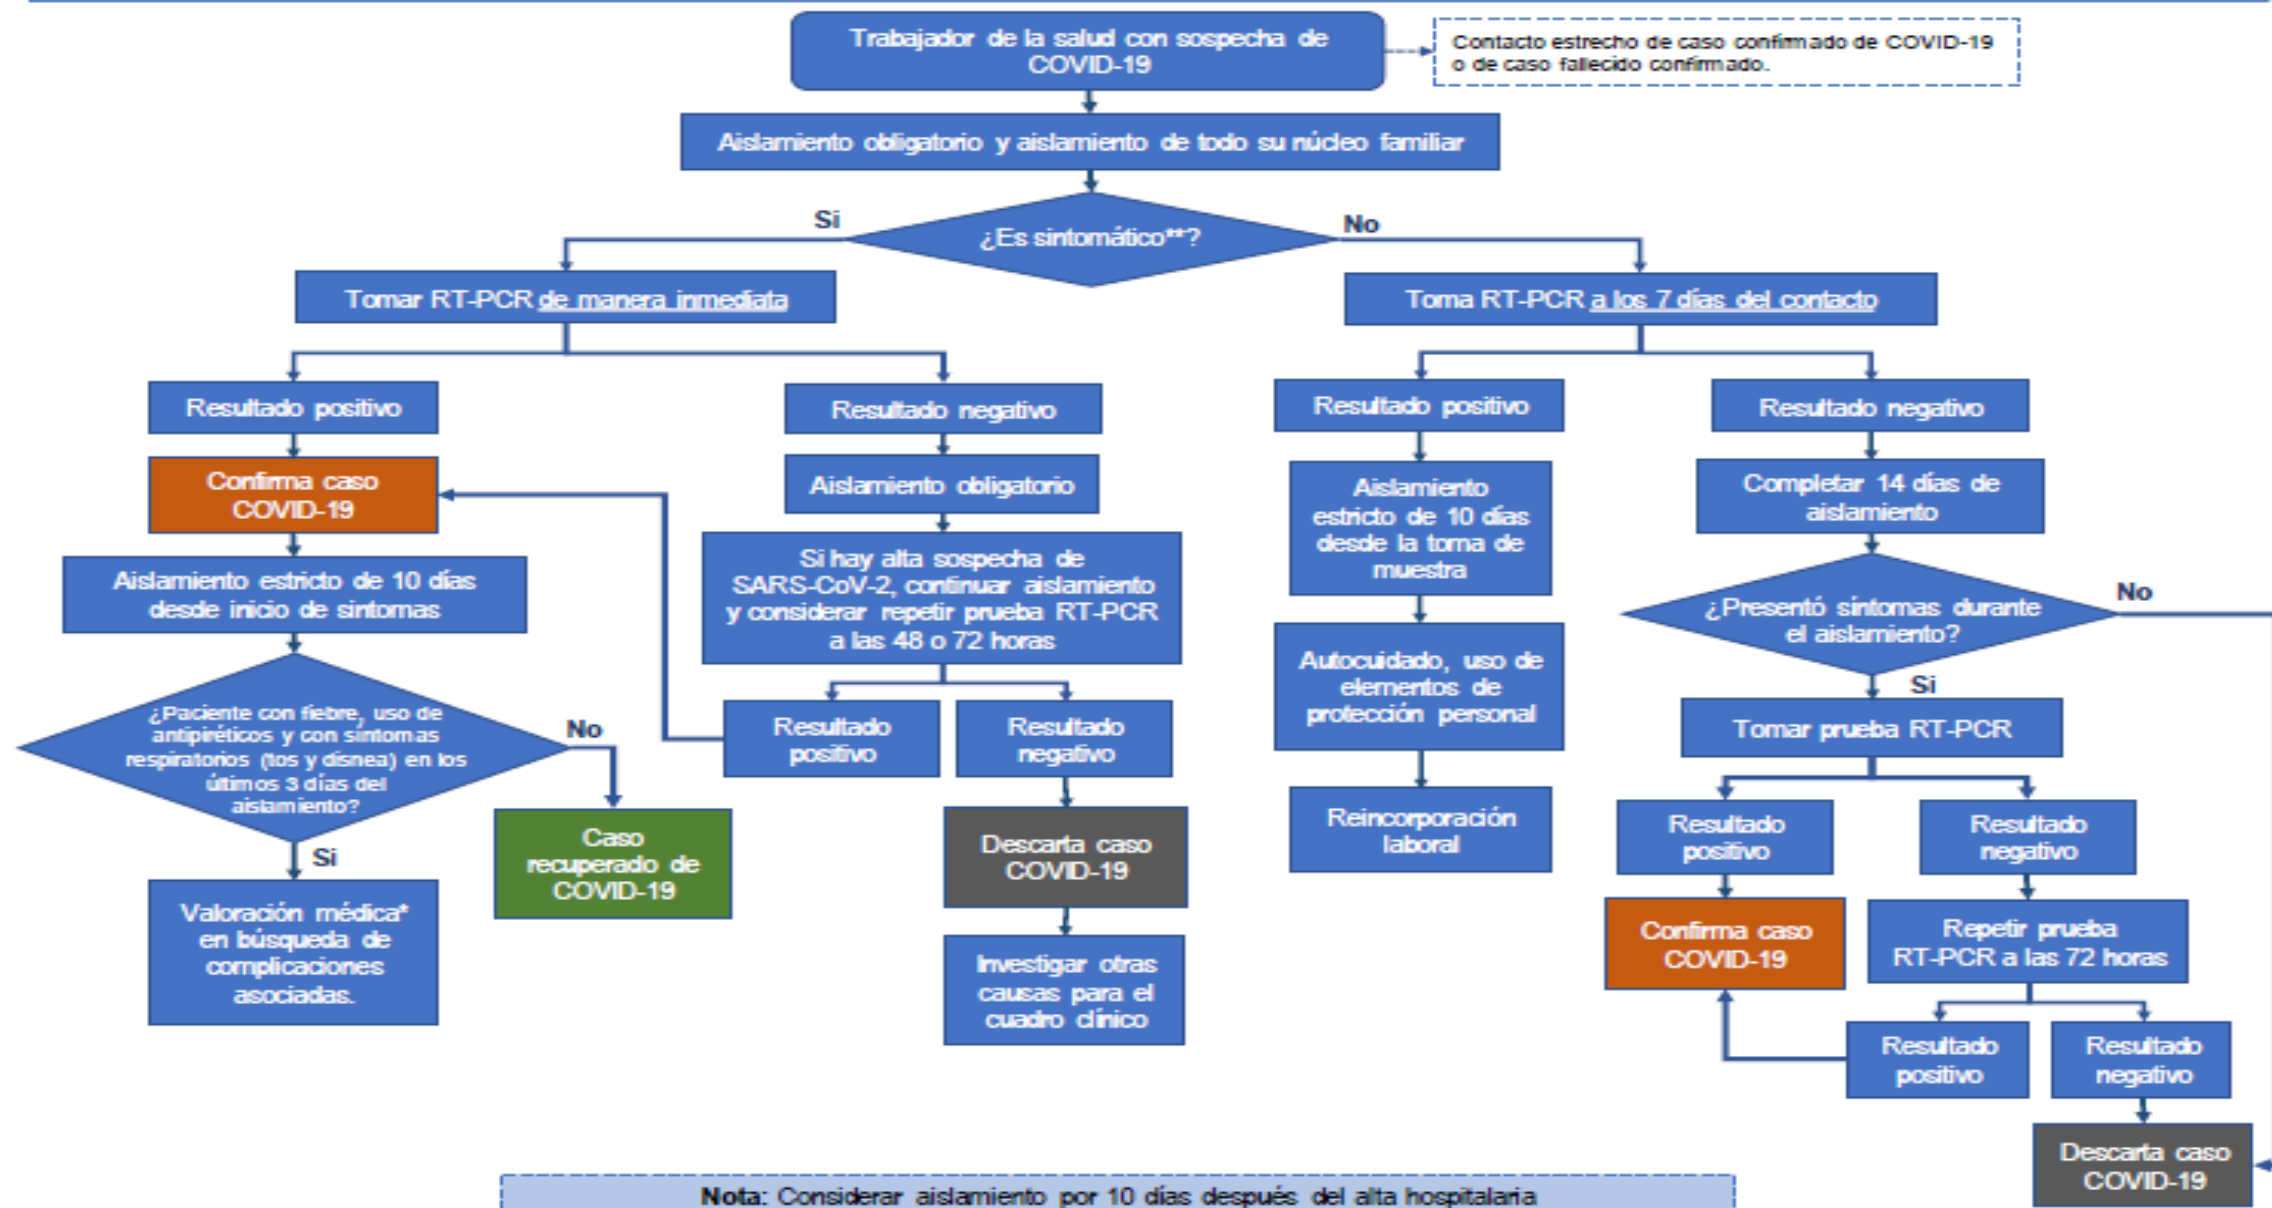 Trabajador de la salud con sospecha de
COVID-19
Contacto estrecho de caso confirmado de COVID-19
o de caso fallecido confirmado.
Aislamiento obligatorio y aislamiento de todo su núcleo familiar
¿Es sintomático**?
Si
No
Tomar RT-PCR de manera inmediata
Toma RT-PCR a los 7 días del contacto
Resultado positivo
Confirma caso
COVID-19
Aislamiento estricto de 10 días
desde inicio de síntomas
¿Paciente con fiebre, uso de
antipiréticos y con síntomas
respiratorios (tos y disnea) en los
últimos 3 días del
aislamiento?
No
Si
Caso
recuperado de
COVID-19
Valoración médica*
en búsqueda de
complicaciones
asociadas.
Resultado negativo
Aislamiento obligatorio
Si hay alta sospecha de
SARS-CoV-2, continuar aislamiento
y considerar repetir prueba RT-PCR
a las 48 o 72 horas
Resultado
positivo
Resultado
negativo
Descarta caso
COVID-19
Investigar otras
causas para el
cuadro clínico
Resultado positivo
Aislamiento
estricto de 10 días
desde la toma de
muestra
Autocuidado, uso de
elementos de
protección personal
Reincorporación
laboral
Resultado negativo
Completar 14 días de
aislamiento
¿Presentó síntomas durante
el aislamiento?
No
Si
Tomar prueba RT-PCR
Resultado
positivo
Resultado
negativo
Confirma caso
COVID-19
Repetir prueba
RT-PCR a las 72 horas
Resultado
positivo
Resultado
negativo
Descarta caso
COVID-19
Nota: Considerar aislamiento por 10 días después del alta hospitalaria